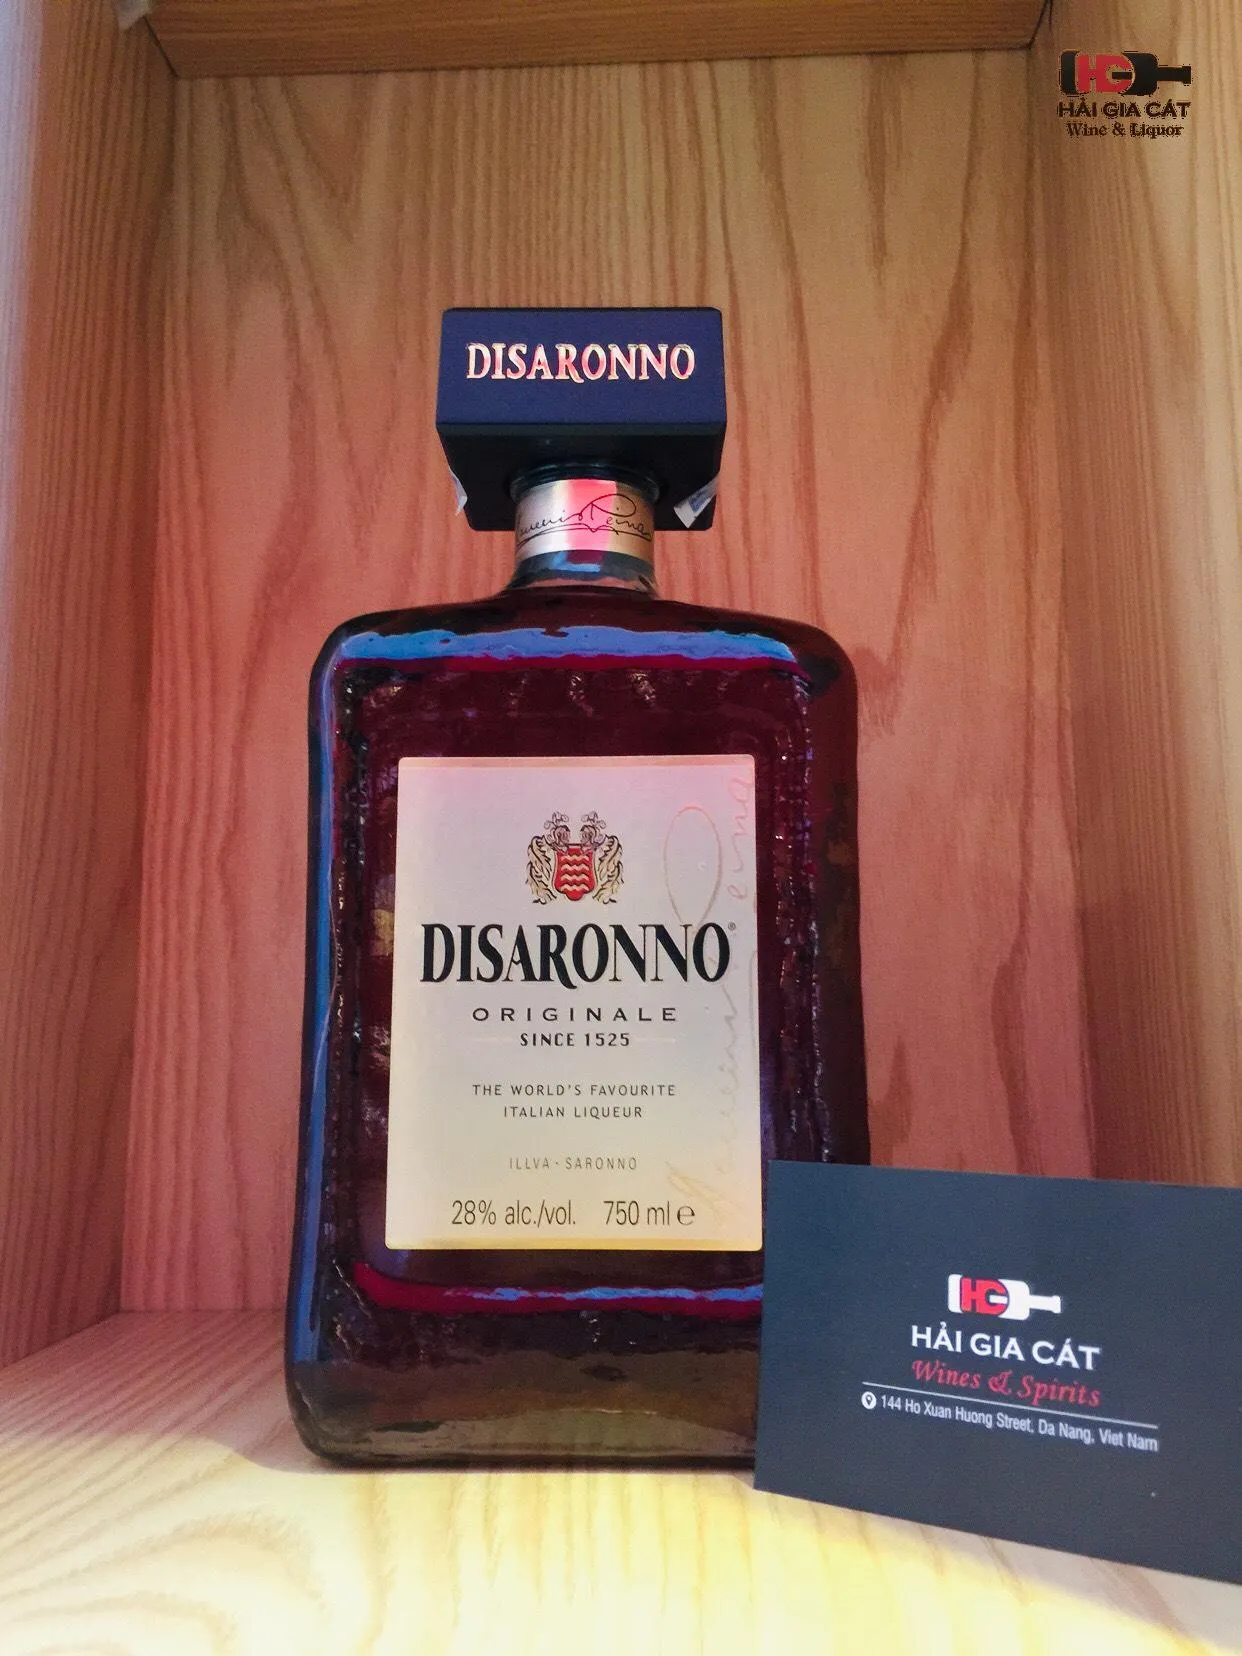 HG
HẢI GIA CÁT
Wine & Liquor
DISARONNO
DISARONNO®
ORIGINALE
SINCE 1525
THE WORLD'S FAVOURITE
ITALIAN LIQUEUR
ILLVA · SARONNO
28% alc./vol. 750 ml e
HG
HẢI GIA CÁT
Wines & Spirits
144 Ho Xuan Huong Street, Da Nang, Viet Nam